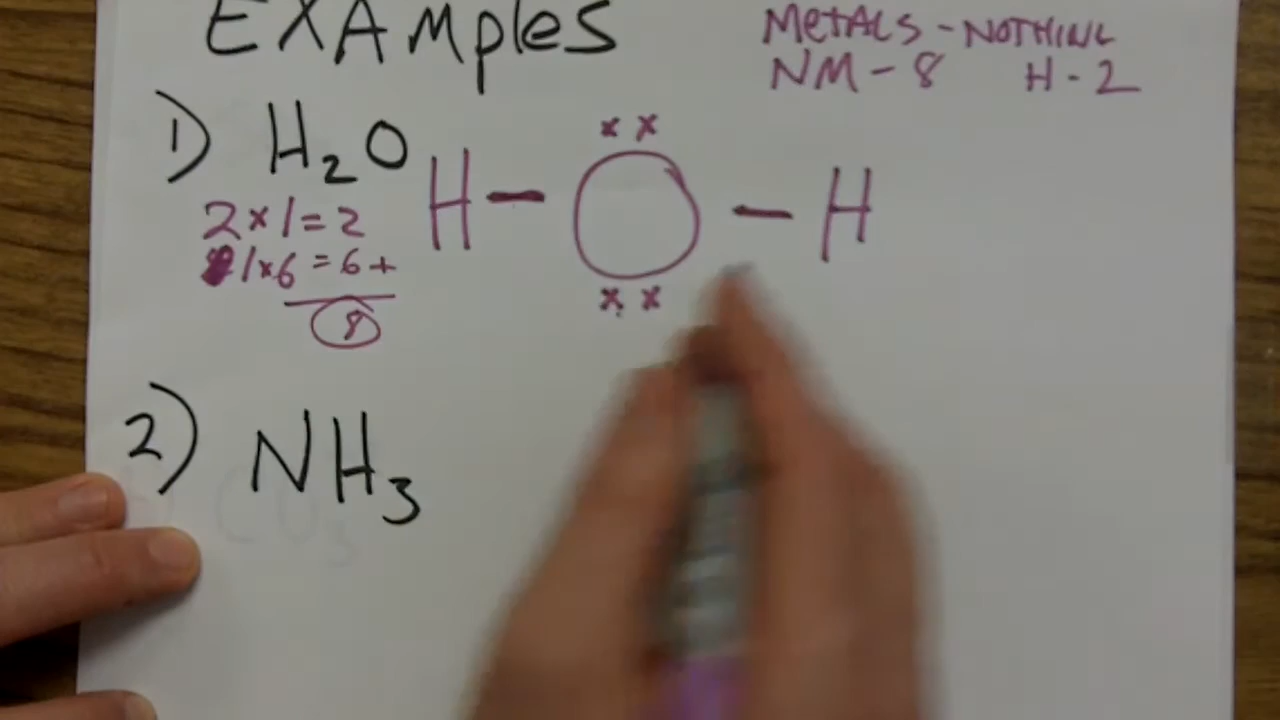 EXAMples
METALS - NOTHING
NM - 8 H - 2
1) H₂O
H - O - H
x x
x x
2 x 1 = 2
1 x 6 = 6 +
8
2) NH₃